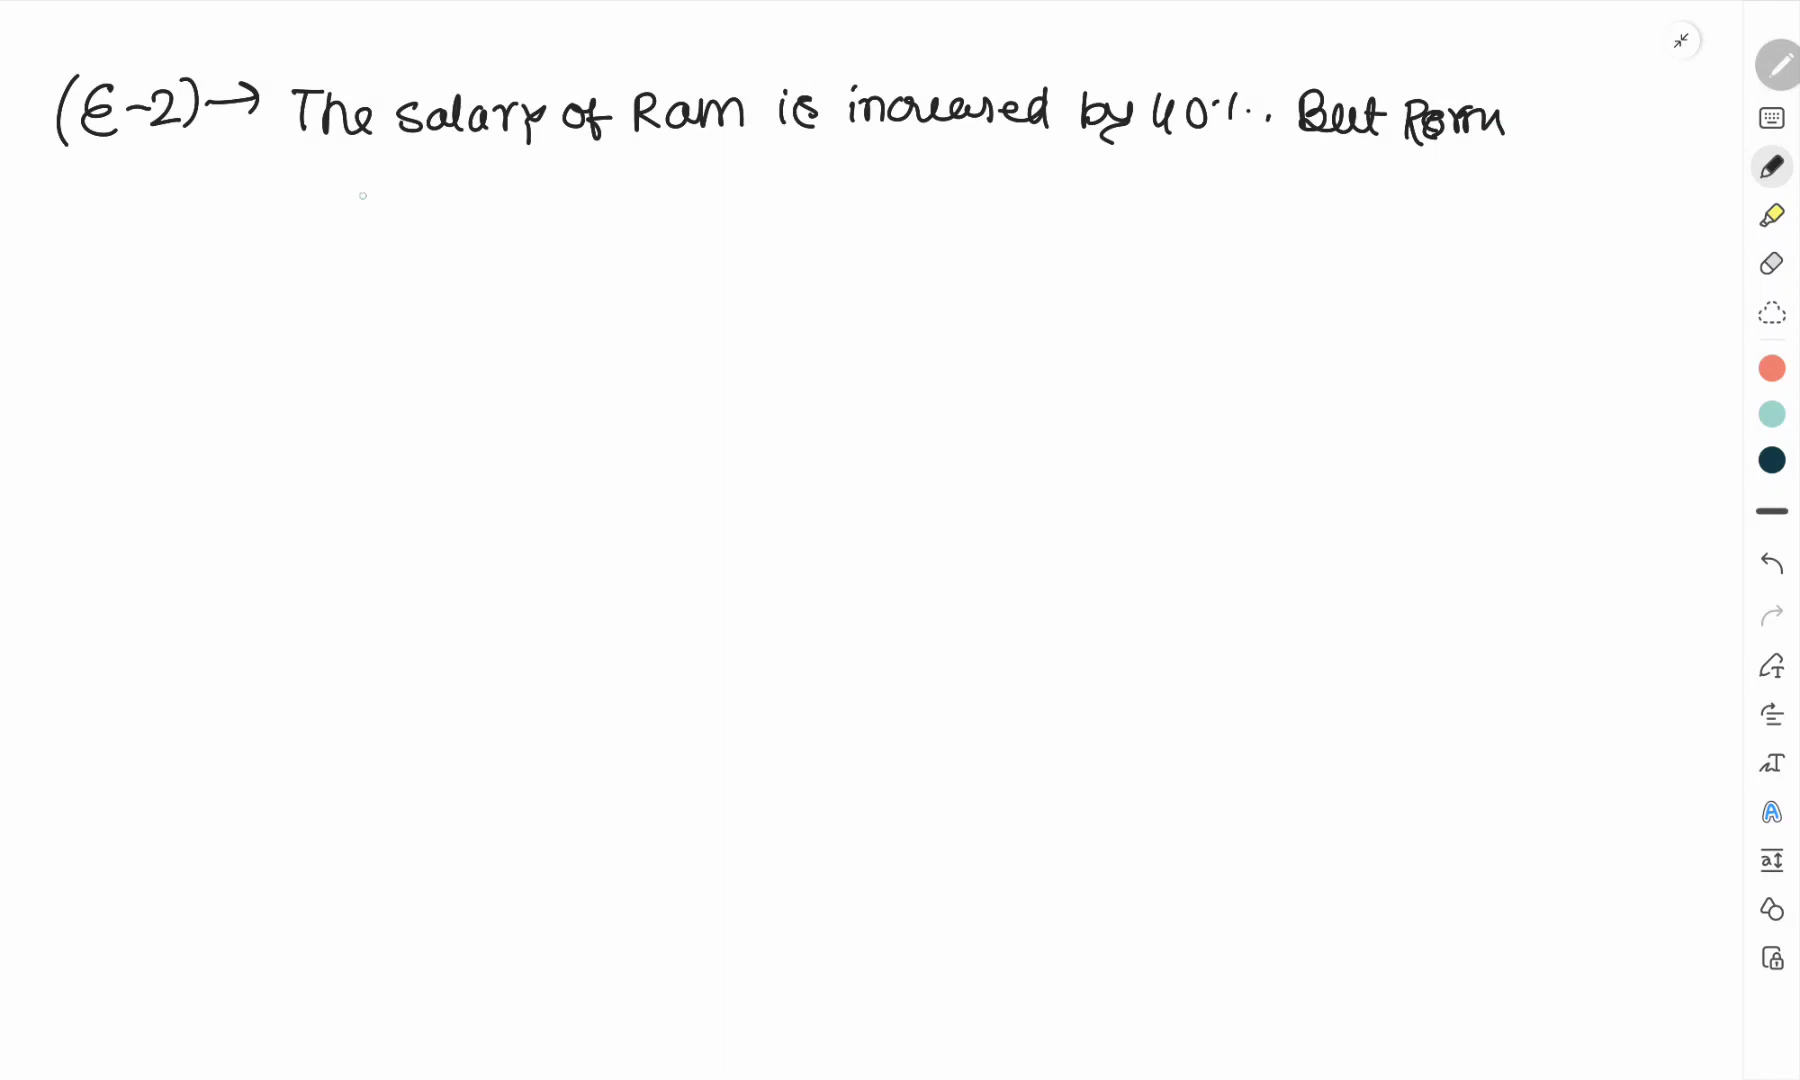 (E-2)→ The salary of Ram is increased by 40%. But Ram